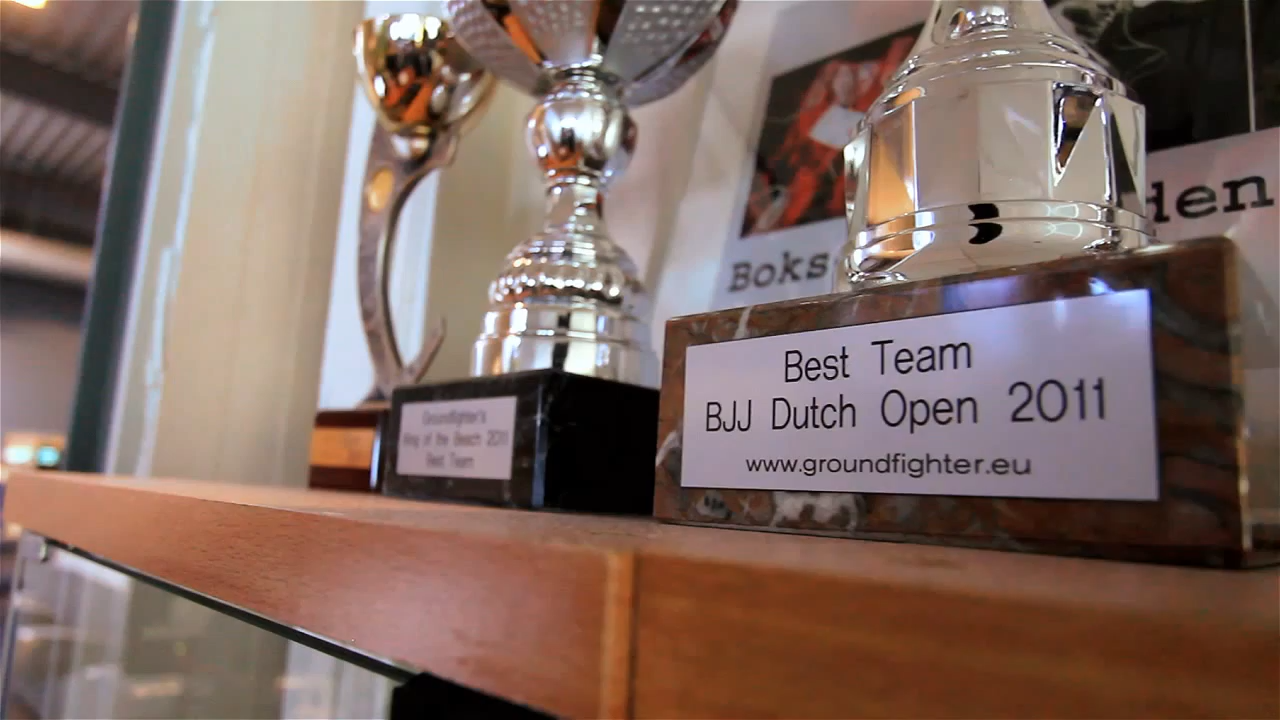 Boks
den
Best Team
BJJ Dutch Open 2011
www.groundfighter.eu
Groundfighter's
King of the Beach 2011
Best Team